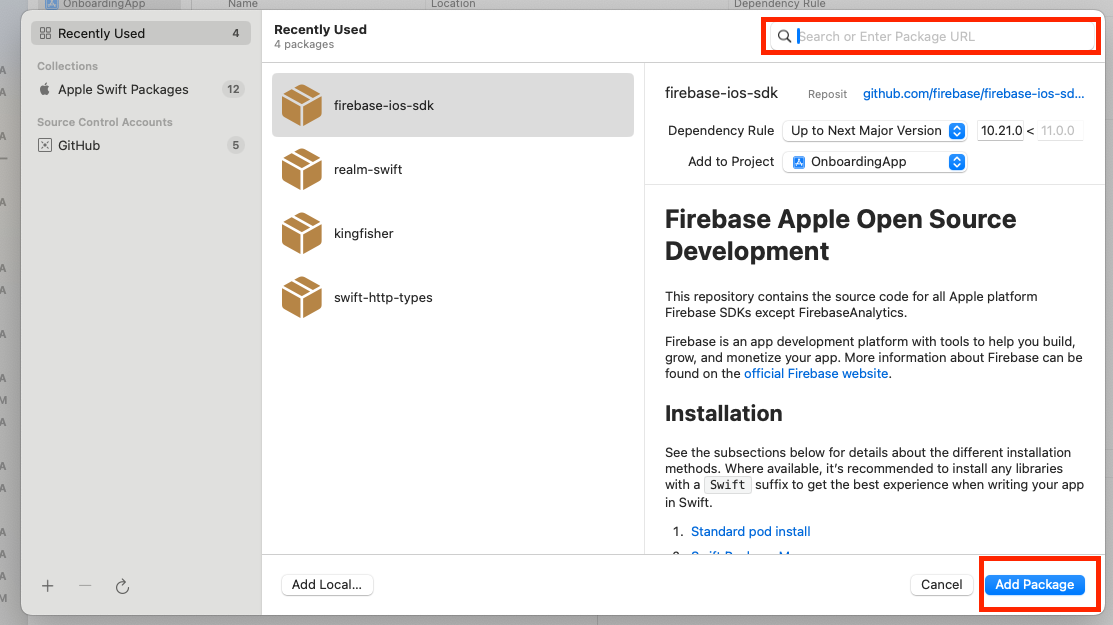 OnboardingApp
Name
Location
Dependency Rule
Recently Used
4
Collections
Apple Swift Packages
12
Source Control Accounts
GitHub
5
Recently Used
4 packages
Search or Enter Package URL
firebase-ios-sdk
realm-swift
kingfisher
swift-http-types
firebase-ios-sdk
Reposit
github.com/firebase/firebase-ios-sd...
Dependency Rule
Up to Next Major Version
10.21.0 < 11.0.0
Add to Project
OnboardingApp
Firebase Apple Open Source
Development
This repository contains the source code for all Apple platform
Firebase SDKs except FirebaseAnalytics.
Firebase is an app development platform with tools to help you build,
grow, and monetize your app. More information about Firebase can be
found on the official Firebase website.
Installation
See the subsections below for details about the different installation
methods. Where available, it's recommended to install any libraries
with a Swift suffix to get the best experience when writing your app
in Swift.
1. Standard pod install
Add Local...
Cancel
Add Package